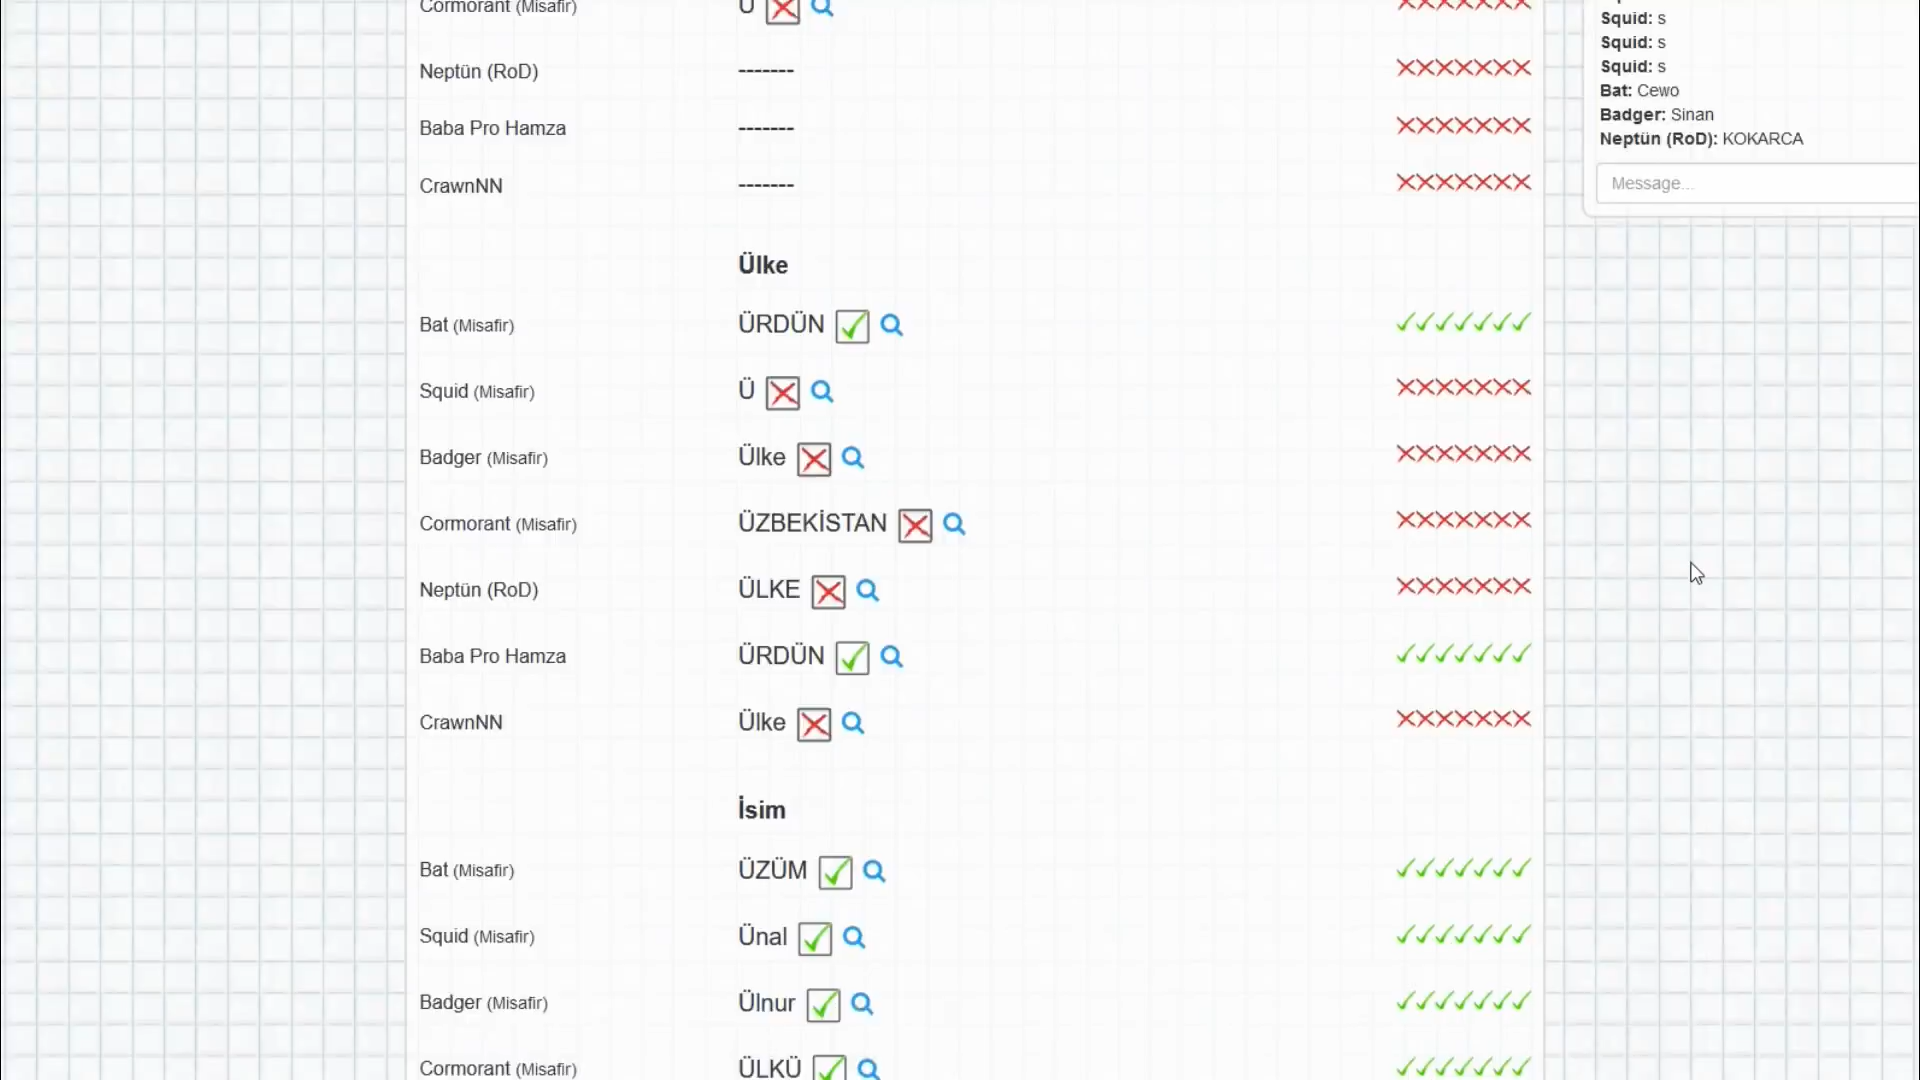 Cormorant (Misafir) Ü
Neptün (RoD) -------
Baba Pro Hamza -------
CrawnNN -------
Ülke
Bat (Misafir) ÜRDÜN
Squid (Misafir) Ü
Badger (Misafir) Ülke
Cormorant (Misafir) ÜZBEKİSTAN
Neptün (RoD) ÜLKE
Baba Pro Hamza ÜRDÜN
CrawnNN Ülke
İsim
Bat (Misafir) ÜZÜM
Squid (Misafir) Ünal
Badger (Misafir) Ülnur
Cormorant (Misafir) ÜLKÜ
Squid: s
Squid: s
Squid: s
Bat: Cewo
Badger: Sinan
Neptün (RoD): KOKARCA
Message...